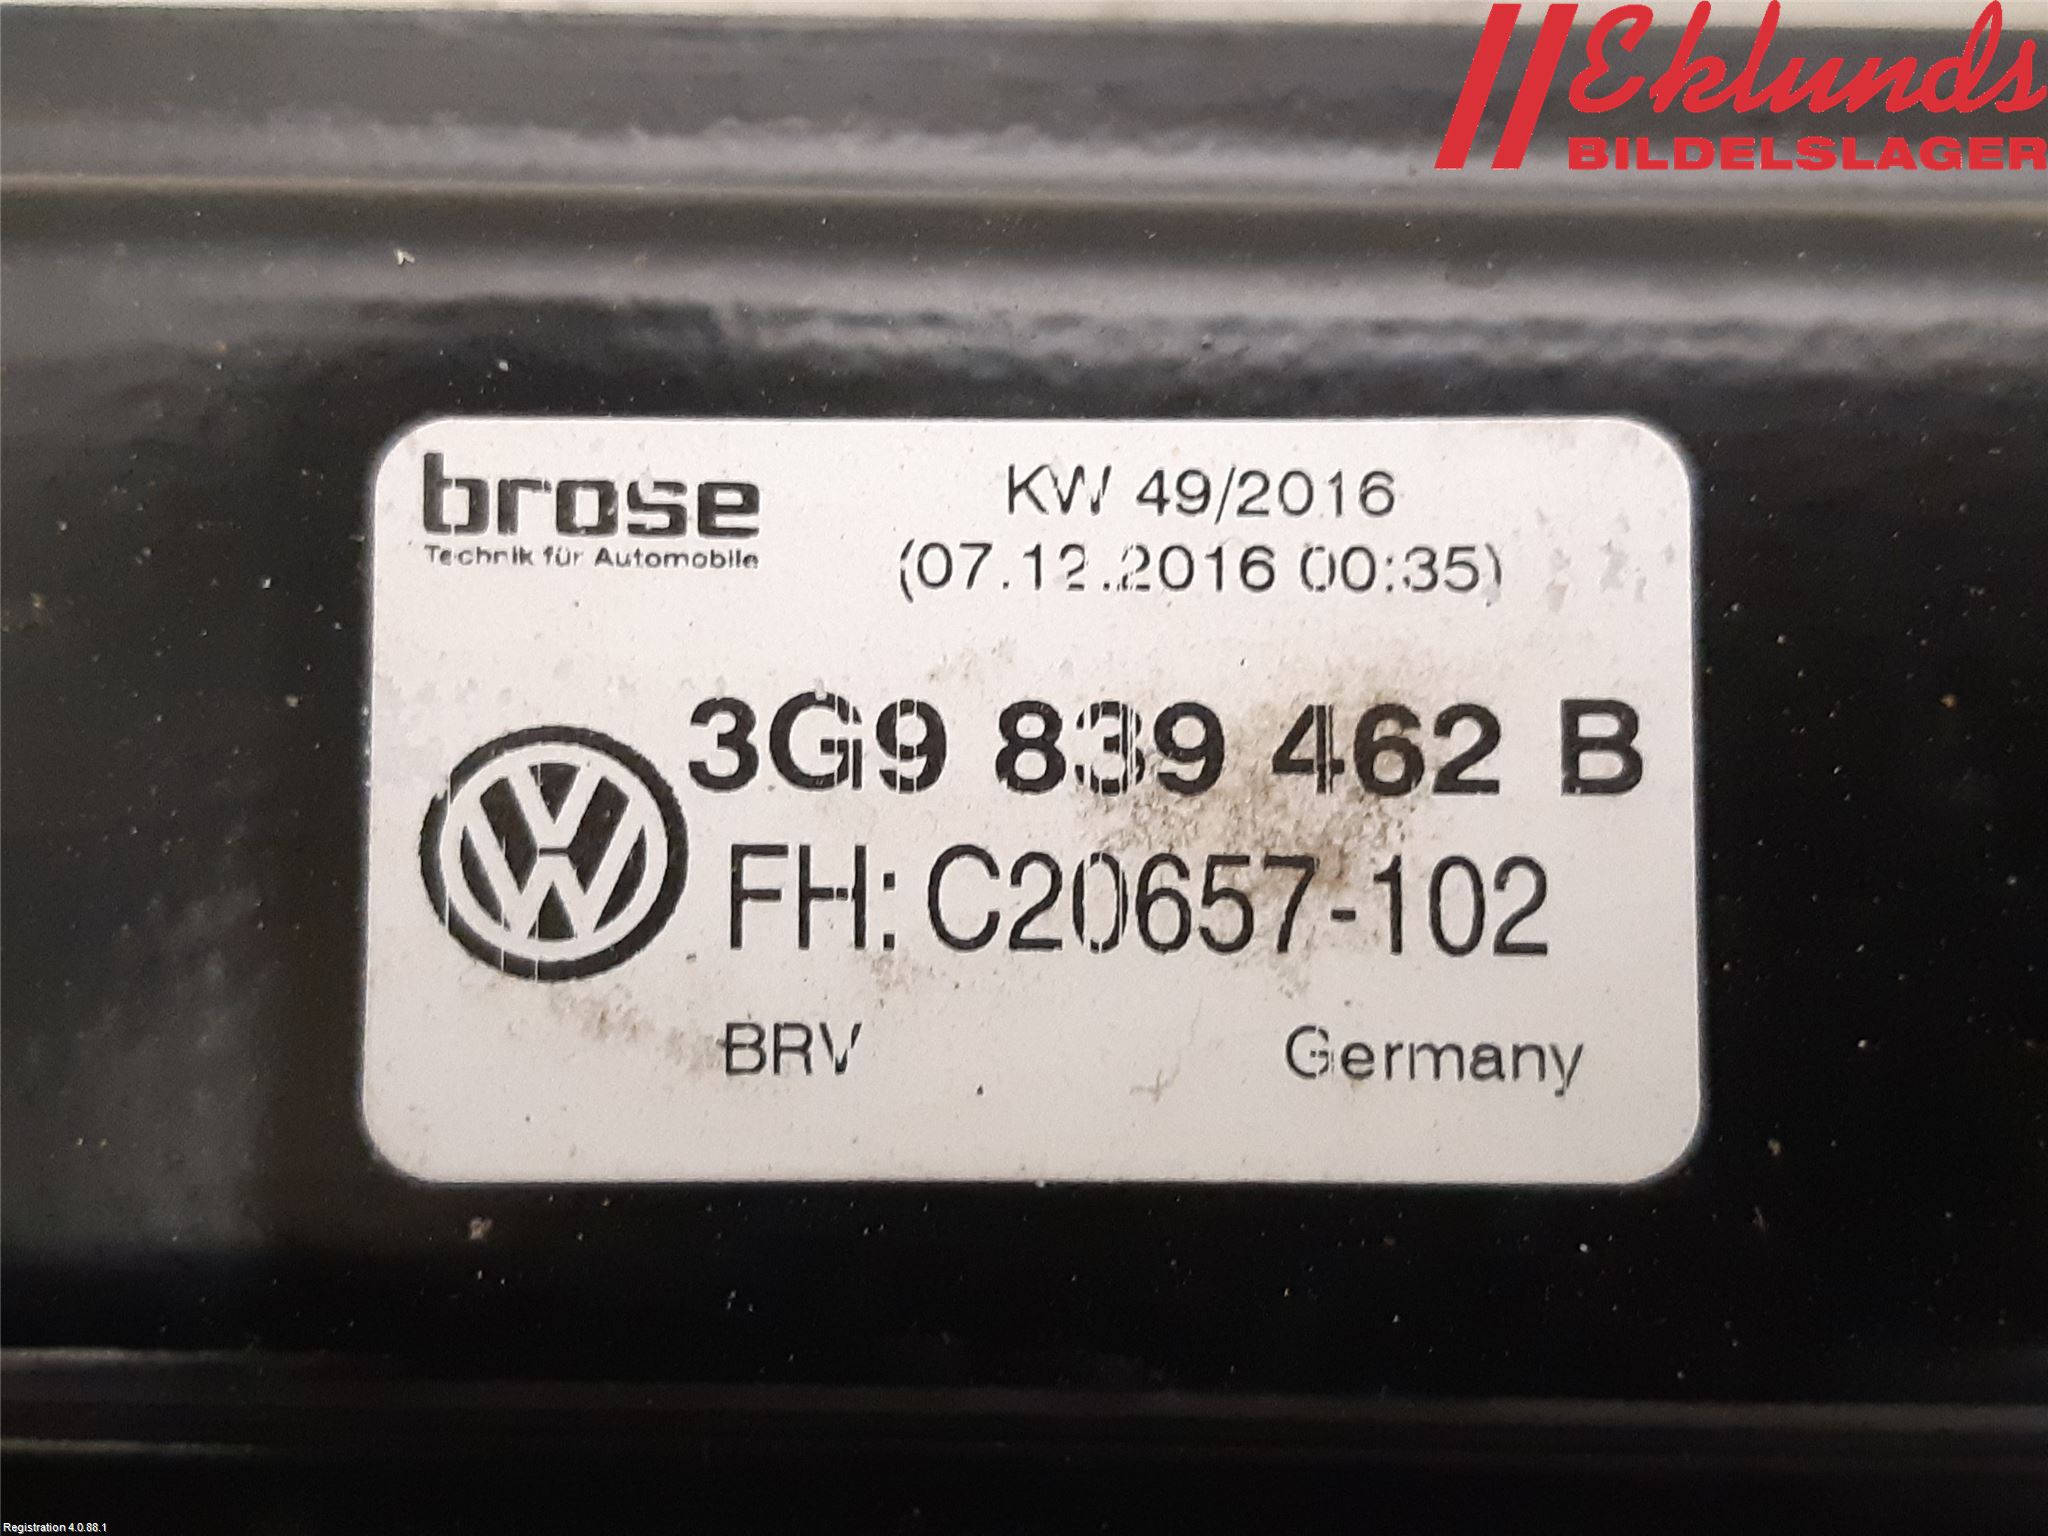 Eklunds
BILDELSLAGER
brose
Technik für Automobile
KW 49/2016
(07.12.2016 00:35)
3G9 839 462 B
FH: C20657-102
BRV
Germany
Registration 4.0.88.1